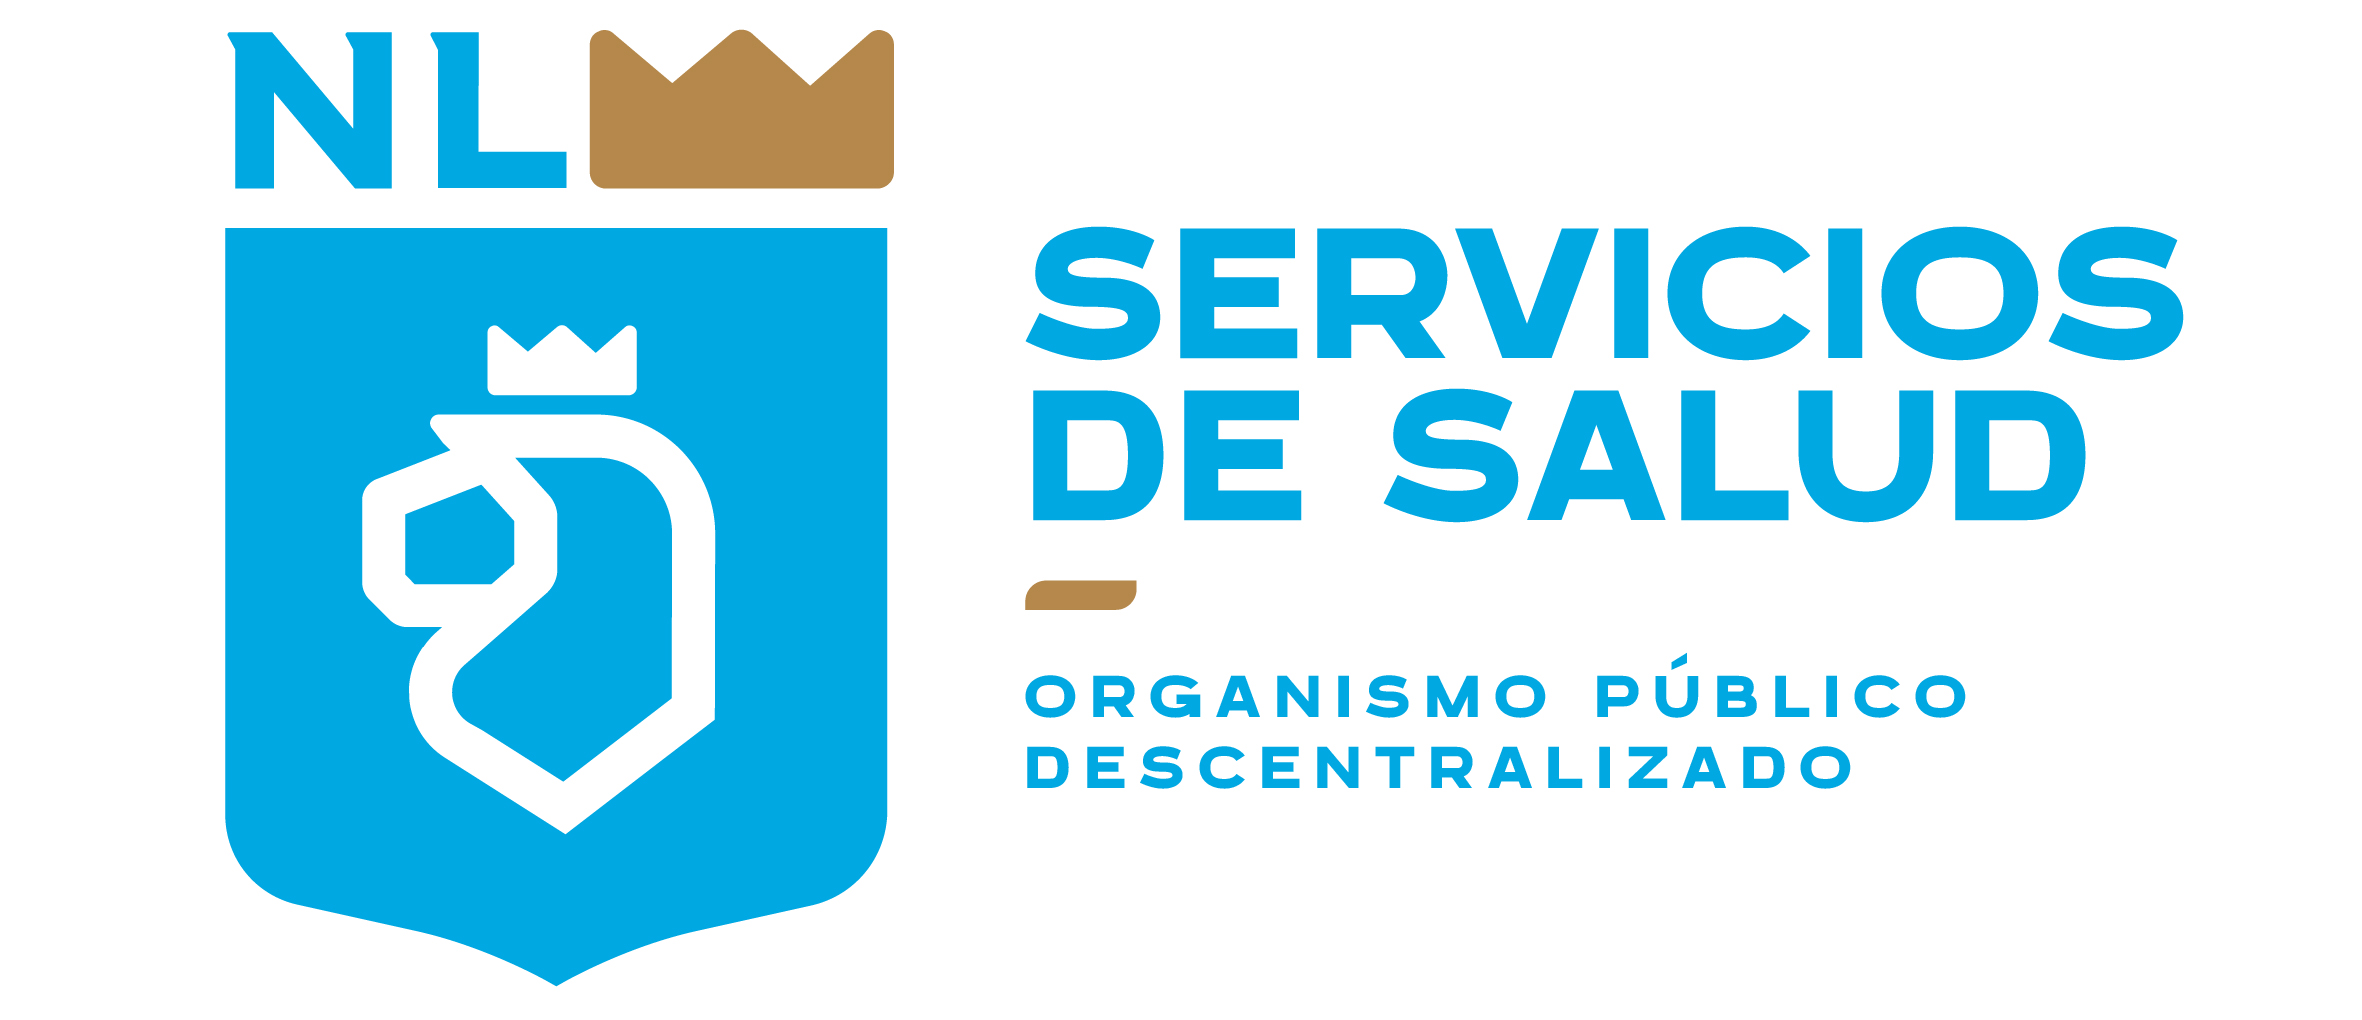 NL
SERVICIOS
DE SALUD
ORGANISMO PÚBLICO
DESCENTRALIZADO